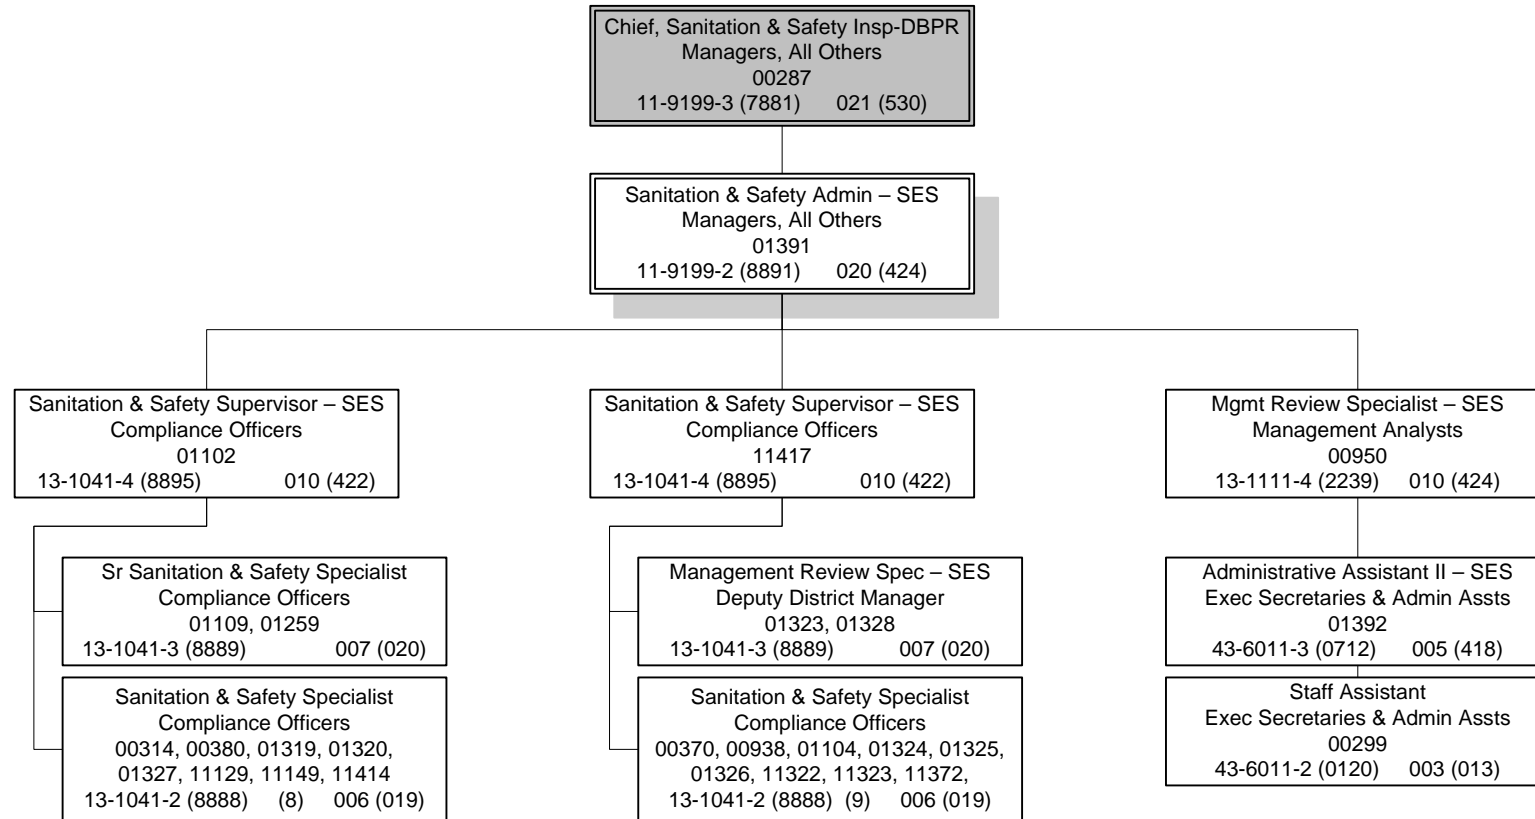 Chief, Sanitation & Safety Insp-DBPR
Managers, All Others
00287
11-9199-3 (7881) 021 (530)
Sanitation & Safety Admin – SES
Managers, All Others
01391
11-9199-2 (8891) 020 (424)
Sanitation & Safety Supervisor – SES
Compliance Officers
01102
13-1041-4 (8895) 010 (422)
Sr Sanitation & Safety Specialist
Compliance Officers
01109, 01259
13-1041-3 (8889) 007 (020)
Sanitation & Safety Specialist
Compliance Officers
00314, 00380, 01319, 01320,
01327, 11129, 11149, 11414
13-1041-2 (8888) (8) 006 (019)
Sanitation & Safety Supervisor – SES
Compliance Officers
11417
13-1041-4 (8895) 010 (422)
Management Review Spec – SES
Deputy District Manager
01323, 01328
13-1041-3 (8889) 007 (020)
Sanitation & Safety Specialist
Compliance Officers
00370, 00938, 01104, 01324, 01325,
01326, 11322, 11323, 11372,
13-1041-2 (8888) (9) 006 (019)
Mgmt Review Specialist – SES
Management Analysts
00950
13-1111-4 (2239) 010 (424)
Administrative Assistant II – SES
Exec Secretaries & Admin Assts
01392
43-6011-3 (0712) 005 (418)
Staff Assistant
Exec Secretaries & Admin Assts
00299
43-6011-2 (0120) 003 (013)